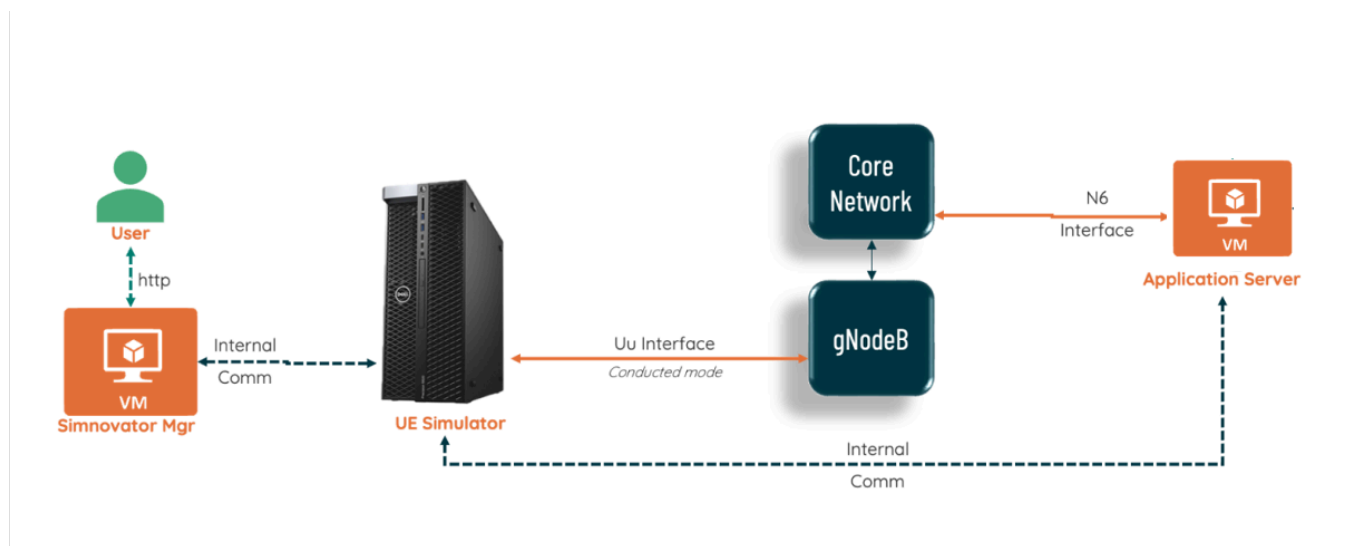 User
http
VM
Simnovator Mgr
Internal
Comm
DELL
UE Simulator
Uu Interface
Conducted mode
Core
Network
gNodeB
N6
Interface
VM
Application Server
Internal
Comm